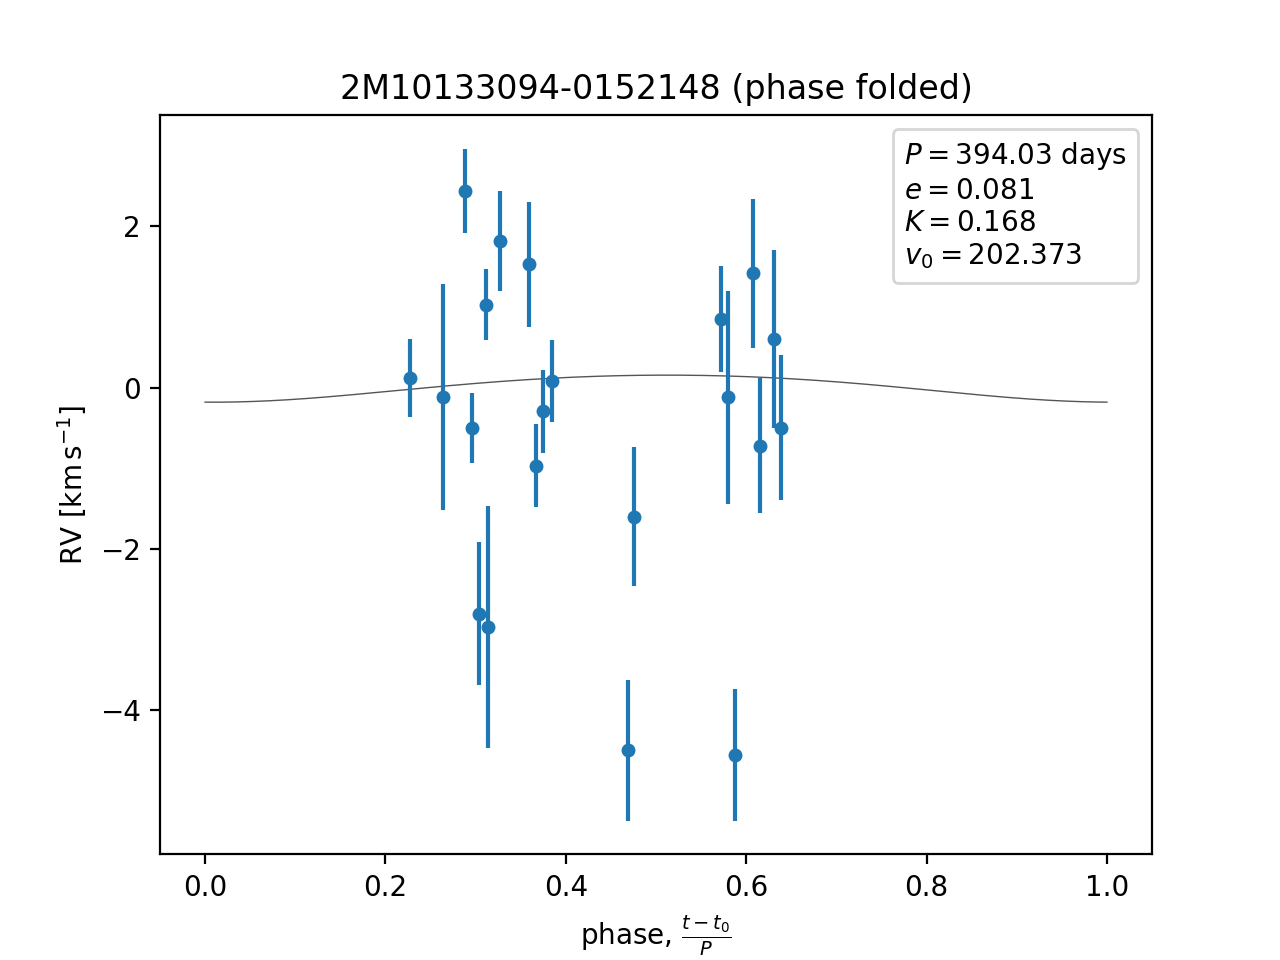 2M10133094-0152148 (phase folded)
P = 394.03 days
e = 0.081
K = 0.168
v₀ = 202.373
2
0
−2
−4
RV [km s⁻¹]
0.0 0.2 0.4 0.6 0.8 1.0
phase, (t − t₀)/P